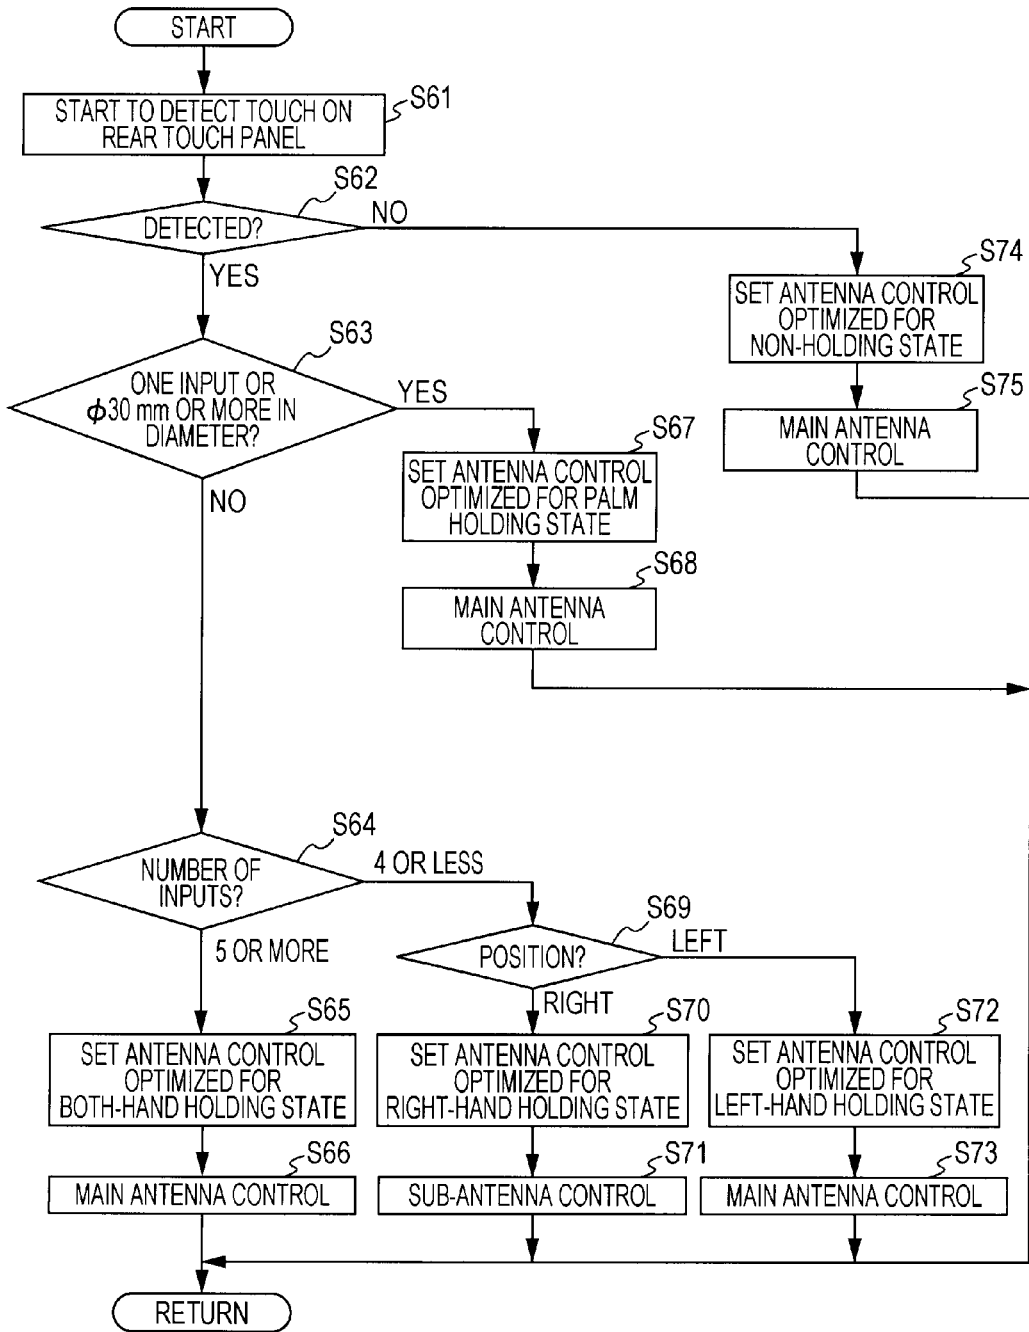 START
START TO DETECT TOUCH ON
REAR TOUCH PANEL
S61
S62
DETECTED?
NO
YES
S74
SET ANTENNA CONTROL
OPTIMIZED FOR
NON-HOLDING STATE
S75
MAIN ANTENNA
CONTROL
S63
ONE INPUT OR
ϕ30 mm OR MORE IN
DIAMETER?
YES
NO
S67
SET ANTENNA CONTROL
OPTIMIZED FOR PALM
HOLDING STATE
S68
MAIN ANTENNA
CONTROL
S64
NUMBER OF
INPUTS?
4 OR LESS
5 OR MORE
S69
POSITION?
LEFT
RIGHT
S65
SET ANTENNA CONTROL
OPTIMIZED FOR
BOTH-HAND HOLDING STATE
S66
MAIN ANTENNA CONTROL
S70
SET ANTENNA CONTROL
OPTIMIZED FOR
RIGHT-HAND HOLDING STATE
S71
SUB-ANTENNA CONTROL
S72
SET ANTENNA CONTROL
OPTIMIZED FOR
LEFT-HAND HOLDING STATE
S73
MAIN ANTENNA CONTROL
RETURN